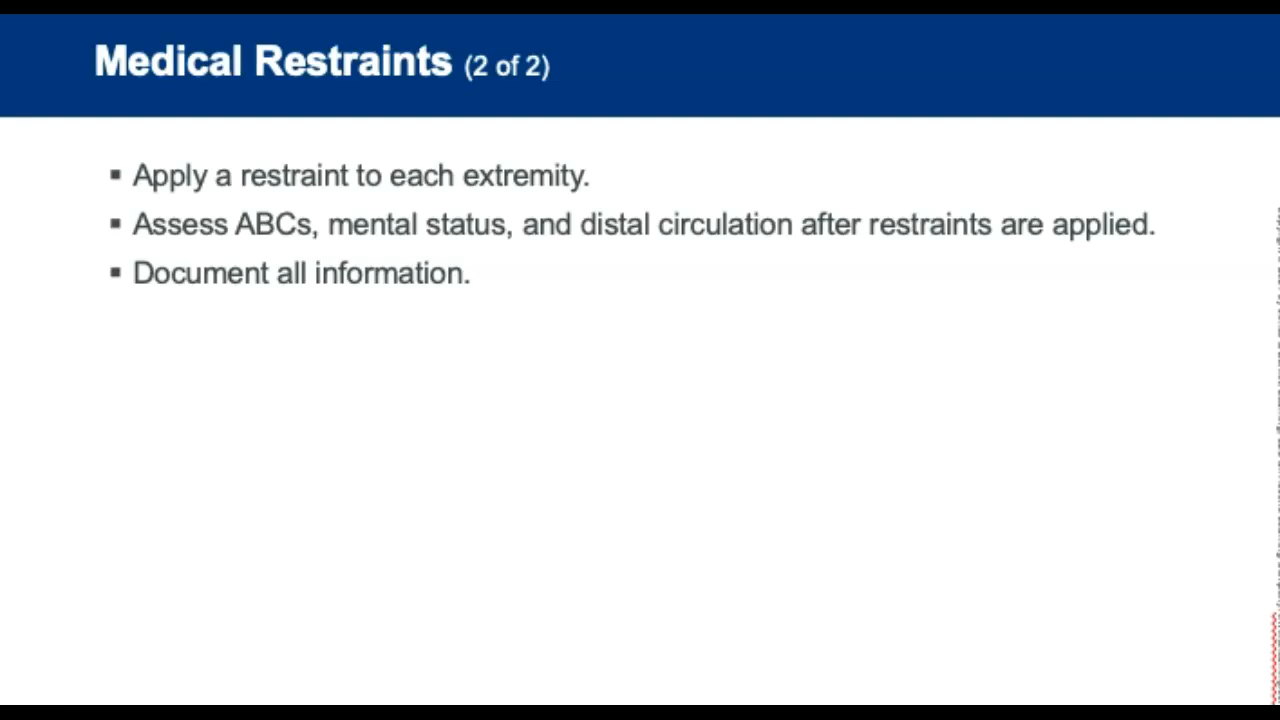 Medical Restraints (2 of 2)
▪ Apply a restraint to each extremity.
▪ Assess ABCs, mental status, and distal circulation after restraints are applied.
▪ Document all information.